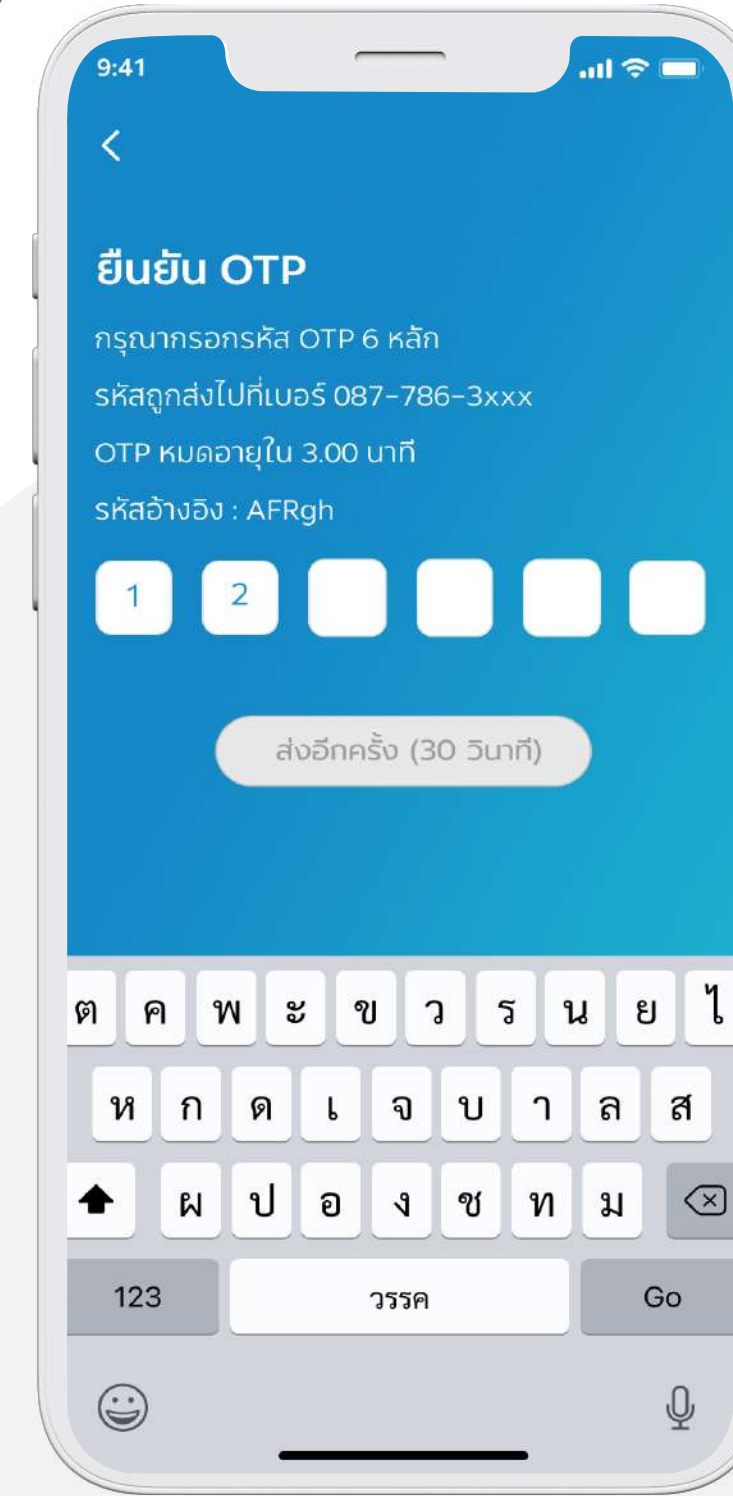 9:41
ยืนยัน OTP
กรุณากรอกรหัส OTP 6 หลัก
รหัสถูกส่งไปที่เบอร์ 087-786-3xxx
OTP หมดอายุใน 3.00 นาที
รหัสอ้างอิง : AFRgh
1 2
ส่งอีกครั้ง (30 วินาที)
ต ค พ ะ ข ว ร น ย ไ
ห ก ด เ จ บ า ล ส
ผ ป อ ง ช ท ม
123 วรรค Go